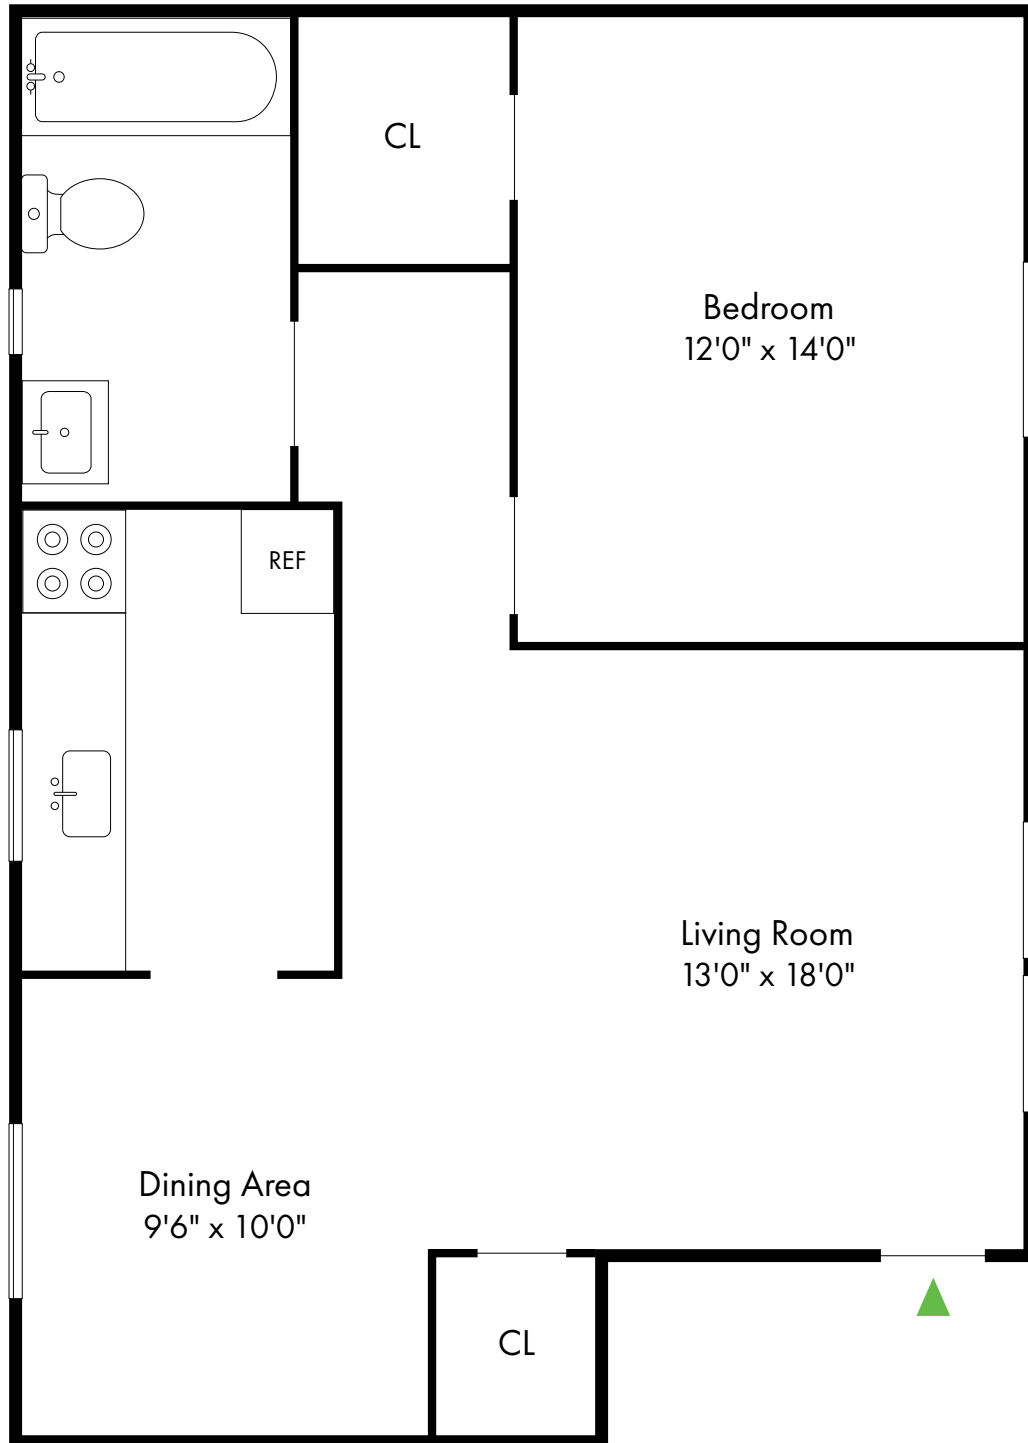 CL
Bedroom
12'0" x 14'0"
REF
Living Room
13'0" x 18'0"
Dining Area
9'6" x 10'0"
CL